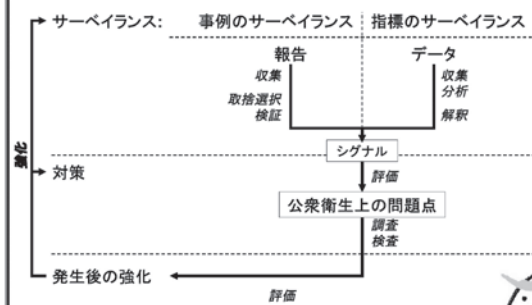 サーベイランス: 事例のサーベイランス 指標のサーベイランス
報告 データ
収集 収集
分析
取捨選択
検証 解釈
シグナル
強化
対策
評価
公衆衛生上の問題点
調査
検査
発生後の強化
評価